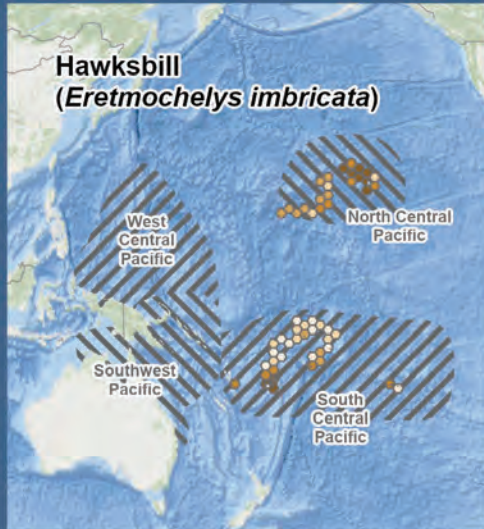 Hawksbill
(Eretmochelys imbricata)
North Central
Pacific
West
Central
Pacific
Southwest
Pacific
South
Central
Pacific